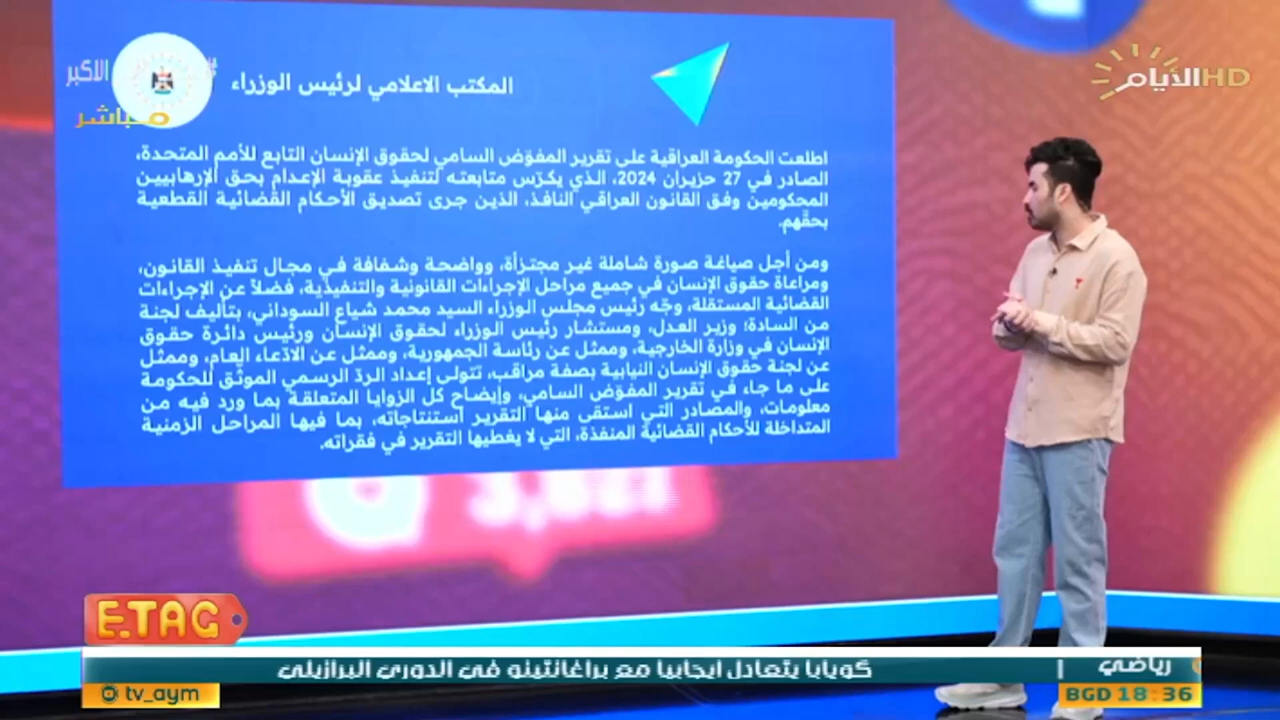 الاكبر
مباشر
المكتب الاعلامي لرئيس الوزراء
الأيام HD
اطلعت الحكومة العراقية على تقرير المفوّض السامي لحقوق الإنسان التابع للأمم المتحدة،
الصادر في 27 حزيران 2024، الذي يكرّس متابعته لتنفيذ عقوبة الإعدام بحق الإرهابيين
المحكومين وفق القانون العراقي النافذ، الذين جرى تصديق الأحكام القضائية القطعية
بحقّهم.
ومن أجل صياغة صورة شاملة غير مجتزأة، وواضحة وشفافة في مجال تنفيذ القانون،
ومراعاة حقوق الإنسان في جميع مراحل الإجراءات القانونية والتنفيذية، فضلاً عن الإجراءات
القضائية المستقلة، وجّه رئيس مجلس الوزراء السيد محمد شياع السوداني، بتأليف لجنة
من السادة؛ وزير العدل، ومستشار رئيس الوزراء لحقوق الإنسان ورئيس دائرة حقوق
الإنسان في وزارة الخارجية، وممثل عن رئاسة الجمهورية، وممثل عن الادّعاء العام، وممثل
عن لجنة حقوق الإنسان النيابية بصفة مراقب، تتولى إعداد الردّ الرسمي الموثّق للحكومة
على ما جاء في تقرير المفوّض السامي، وإيضاح كل الزوايا المتعلقة بما ورد فيه من
معلومات، والمصادر التي استقى منها التقرير استنتاجاته، بما فيها المراحل الزمنية
المتداخلة للأحكام القضائية المنفذة، التي لا يغطيها التقرير في فقراته.
E.TAG
رياضي | كويابا يتعادل ايجابيا مع براغانتينو في الدوري البرازيلي
tv_aym
BGD 18:36